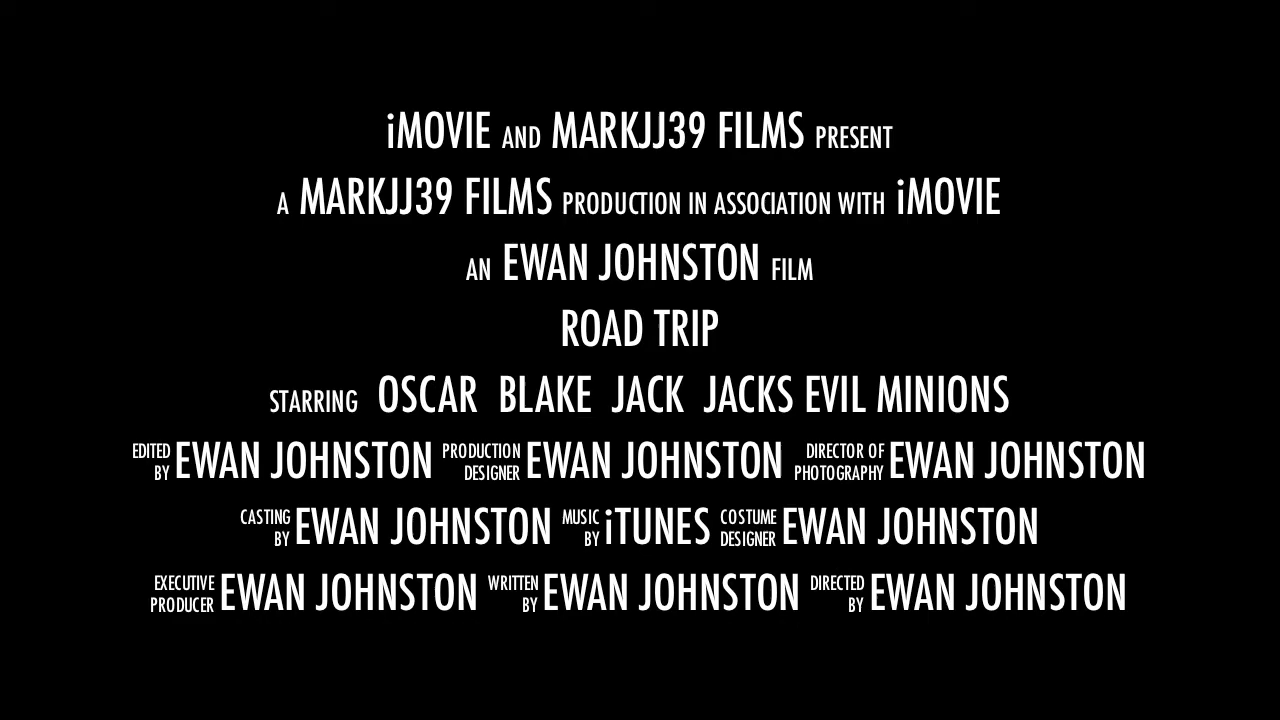 iMOVIE AND MARKJJ39 FILMS PRESENT
A MARKJJ39 FILMS PRODUCTION IN ASSOCIATION WITH iMOVIE
AN EWAN JOHNSTON FILM
ROAD TRIP
STARRING OSCAR BLAKE JACK JACKS EVIL MINIONS
EDITED BY EWAN JOHNSTON PRODUCTION DESIGNER EWAN JOHNSTON DIRECTOR OF PHOTOGRAPHY EWAN JOHNSTON
CASTING BY EWAN JOHNSTON MUSIC BY iTUNES COSTUME DESIGNER EWAN JOHNSTON
EXECUTIVE PRODUCER EWAN JOHNSTON WRITTEN BY EWAN JOHNSTON DIRECTED BY EWAN JOHNSTON